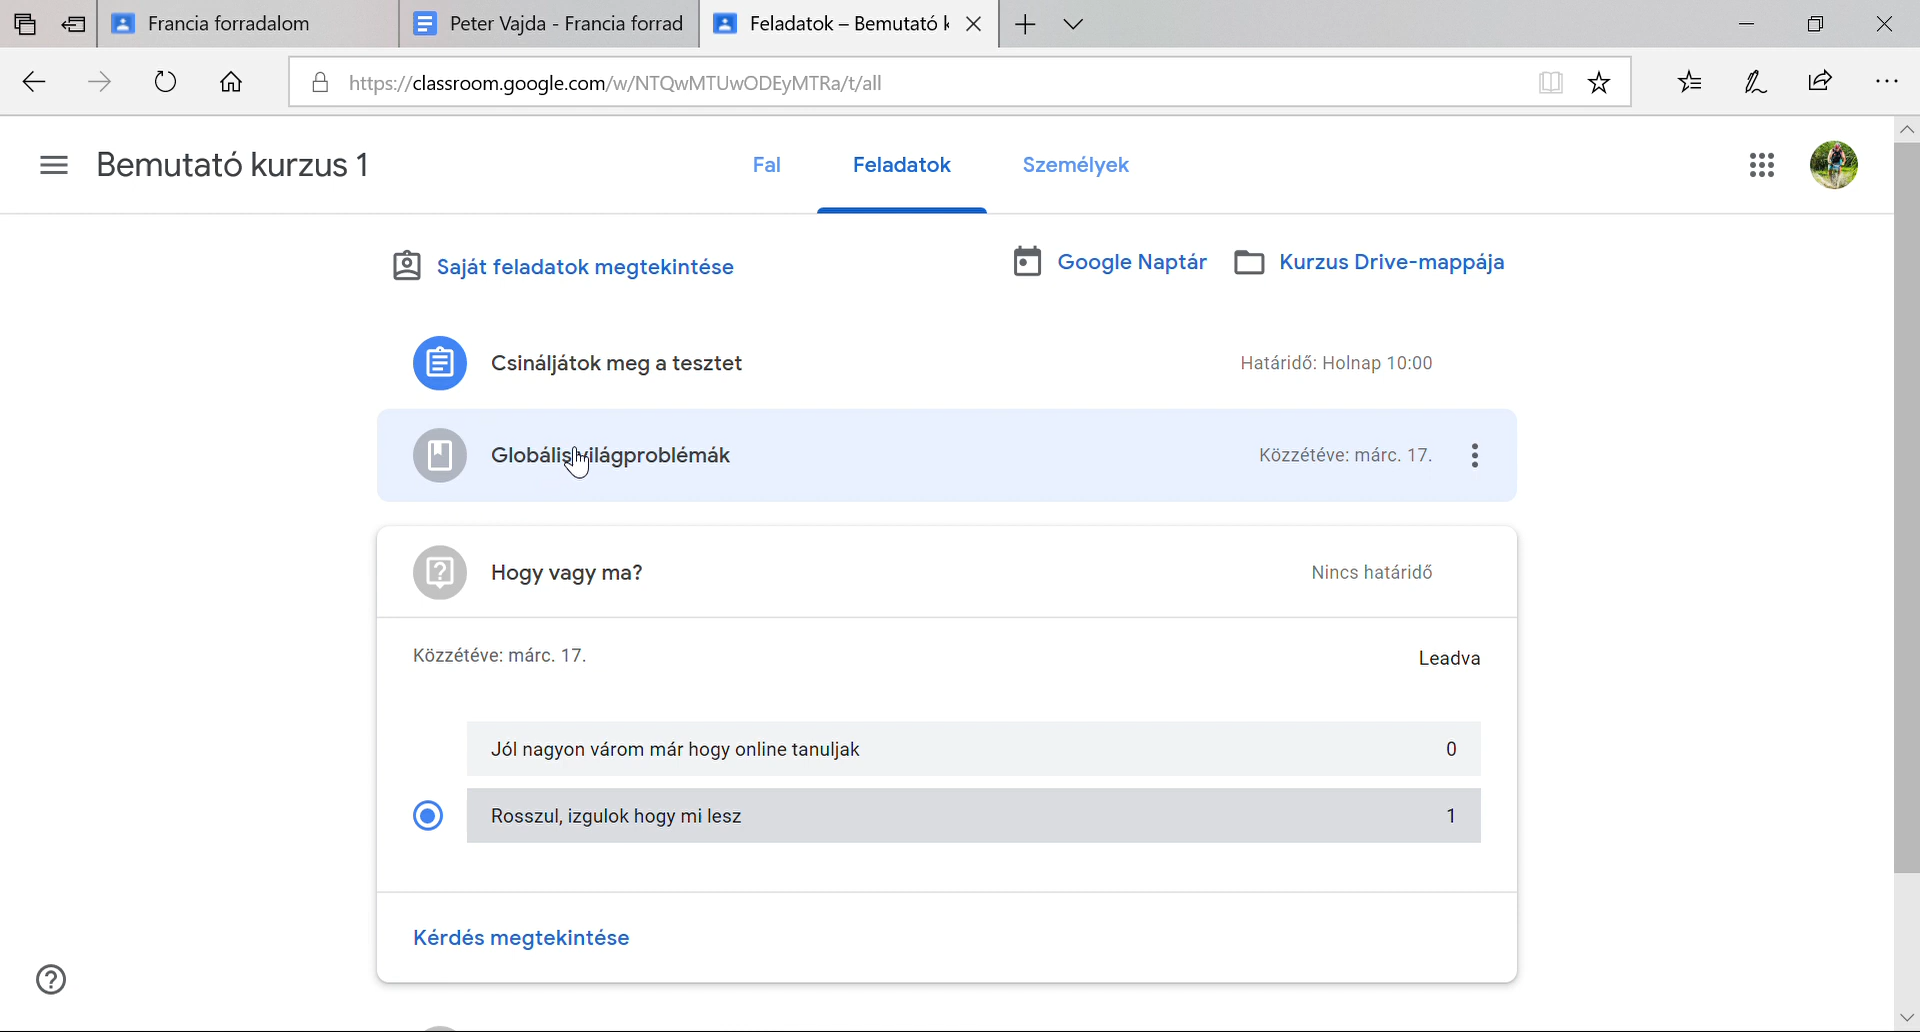 Francia forradalom
Peter Vajda - Francia forrad
Feladatok – Bemutató k
https://classroom.google.com/w/NTQwMTUwODEyMTRa/t/all
Bemutató kurzus 1
Fal
Feladatok
Személyek
Saját feladatok megtekintése
Google Naptár
Kurzus Drive-mappája
Csináljátok meg a tesztet
Határidő: Holnap 10:00
Globális világproblémák
Közzétéve: márc. 17.
Hogy vagy ma?
Nincs határidő
Közzétéve: márc. 17.
Leadva
Jól nagyon várom már hogy online tanuljak
0
Rosszul, izgulok hogy mi lesz
1
Kérdés megtekintése